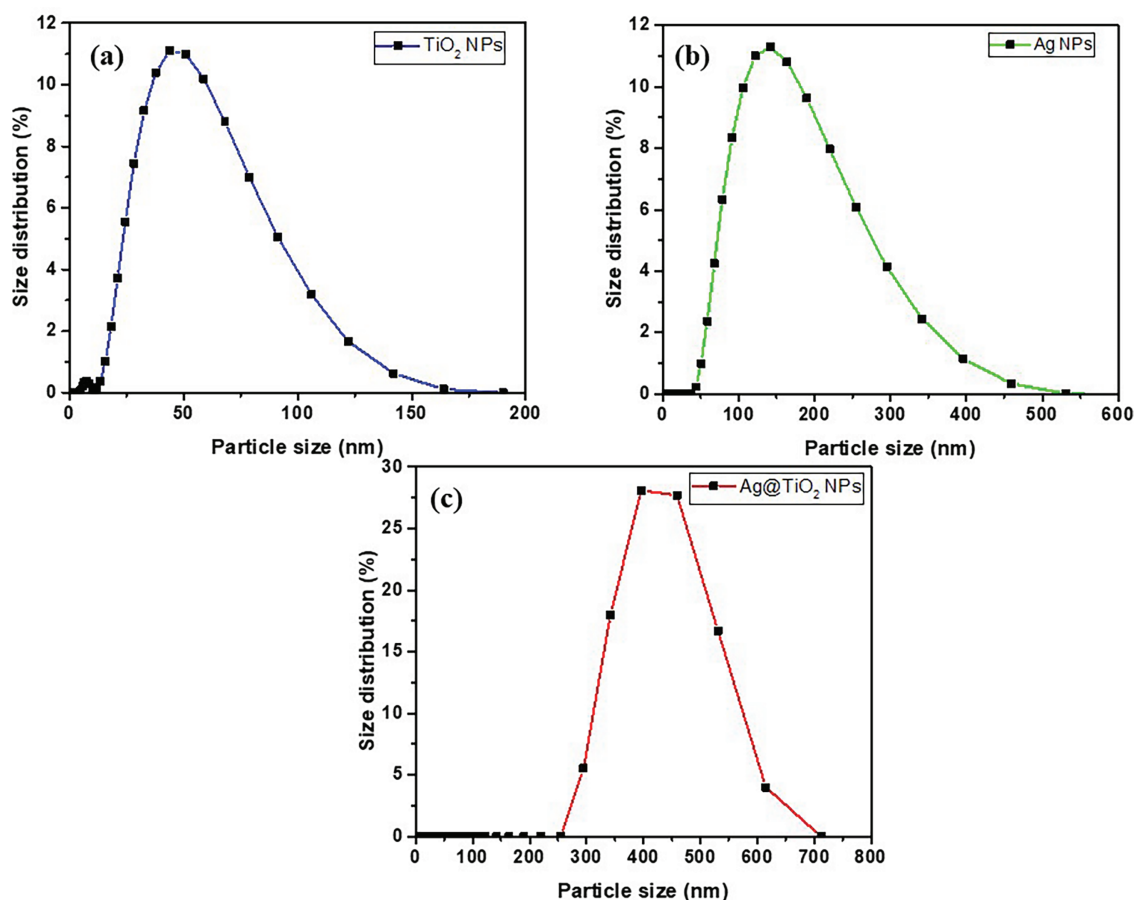 (a)
TiO₂ NPs
Size distribution (%)
12
10
8
6
4
2
0
0 50 100 150 200
Particle size (nm)
(b)
Ag NPs
Size distribution (%)
12
10
8
6
4
2
0
0 100 200 300 400 500 600
Particle size (nm)
(c)
Ag@TiO₂ NPs
Size distribution (%)
30
25
20
15
10
5
0
0 100 200 300 400 500 600 700 800
Particle size (nm)